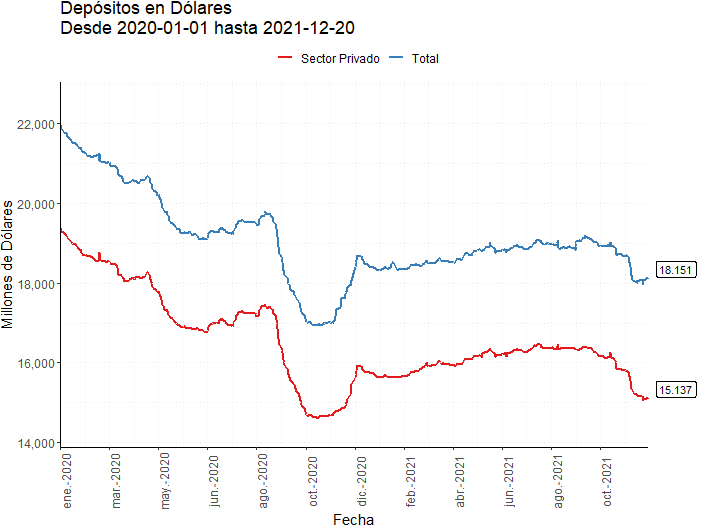 Depósitos en Dólares
Desde 2020-01-01 hasta 2021-12-20
Sector Privado
Total
Millones de Dólares
22,000
20,000
18,000
16,000
14,000
18.151
15.137
ene.-2020
mar.-2020
may.-2020
jun.-2020
ago.-2020
oct.-2020
dic.-2020
feb.-2021
abr.-2021
jun.-2021
ago.-2021
oct.-2021
Fecha